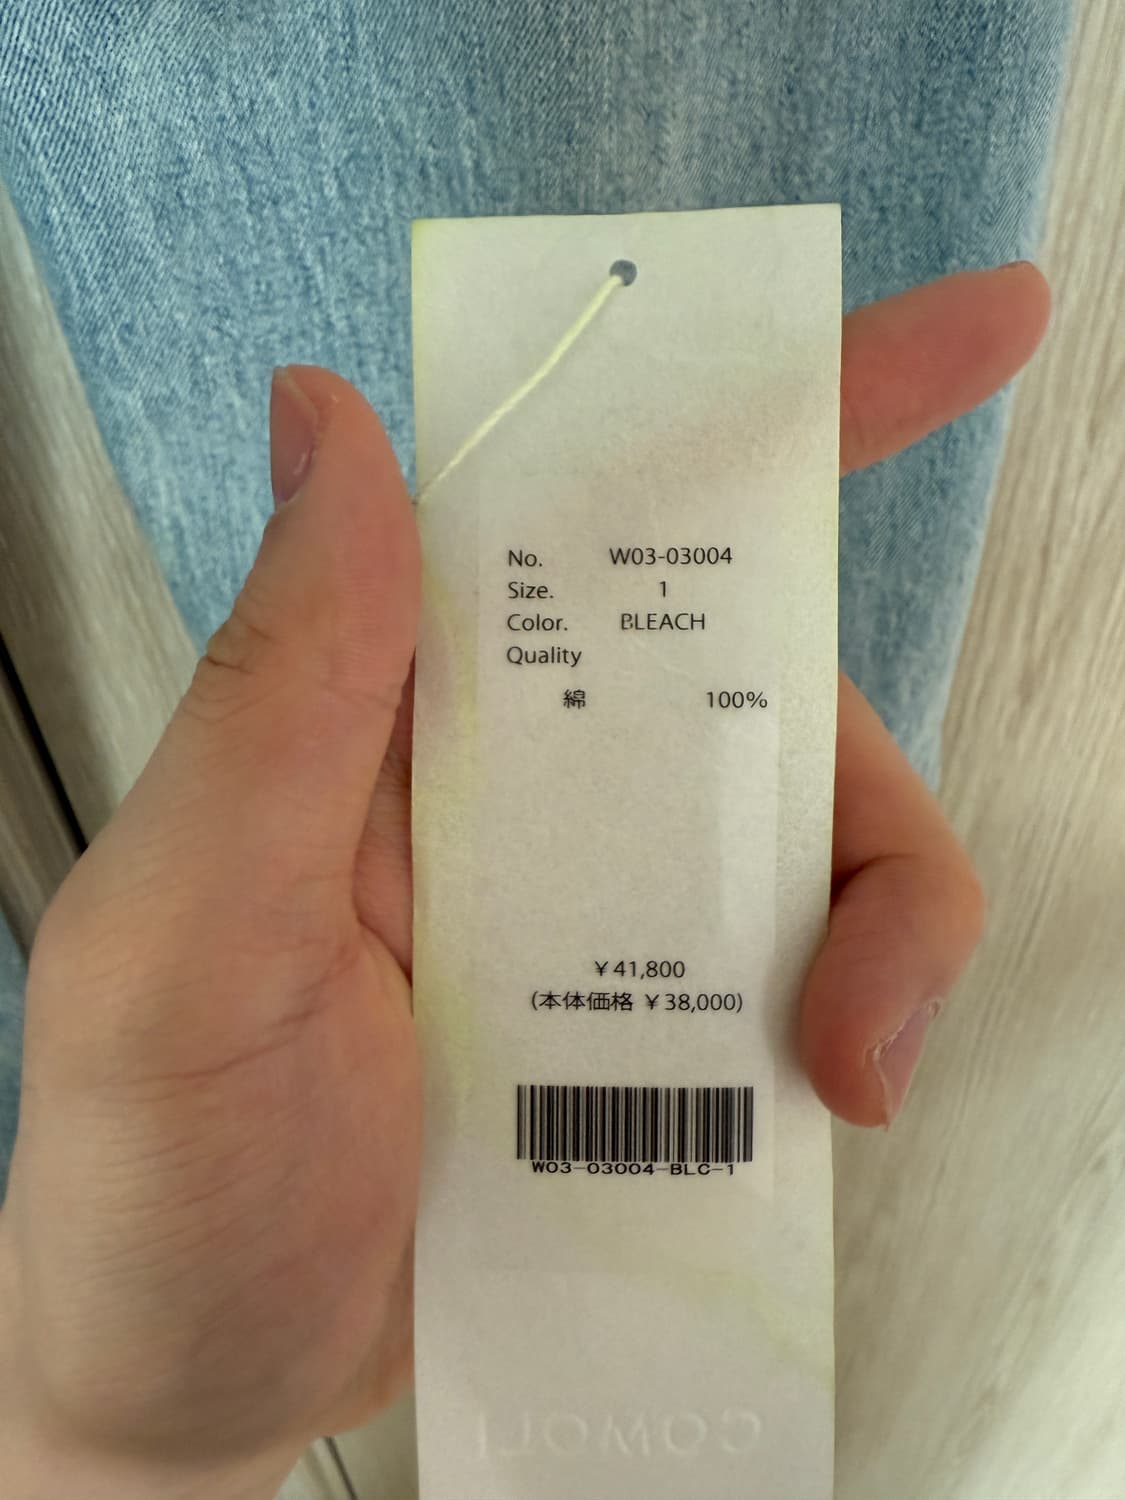 No. W03-03004
Size. 1
Color. BLEACH
Quality
綿 100%
￥41,800
(本体価格 ￥38,000)
W03-03004-BLC-1
COMOLI